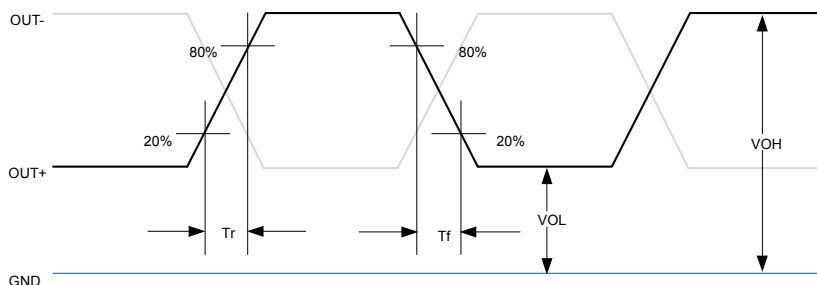 OUT-
80%
80%
20%
20%
VOH
OUT+
VOL
Tr
Tf
GND